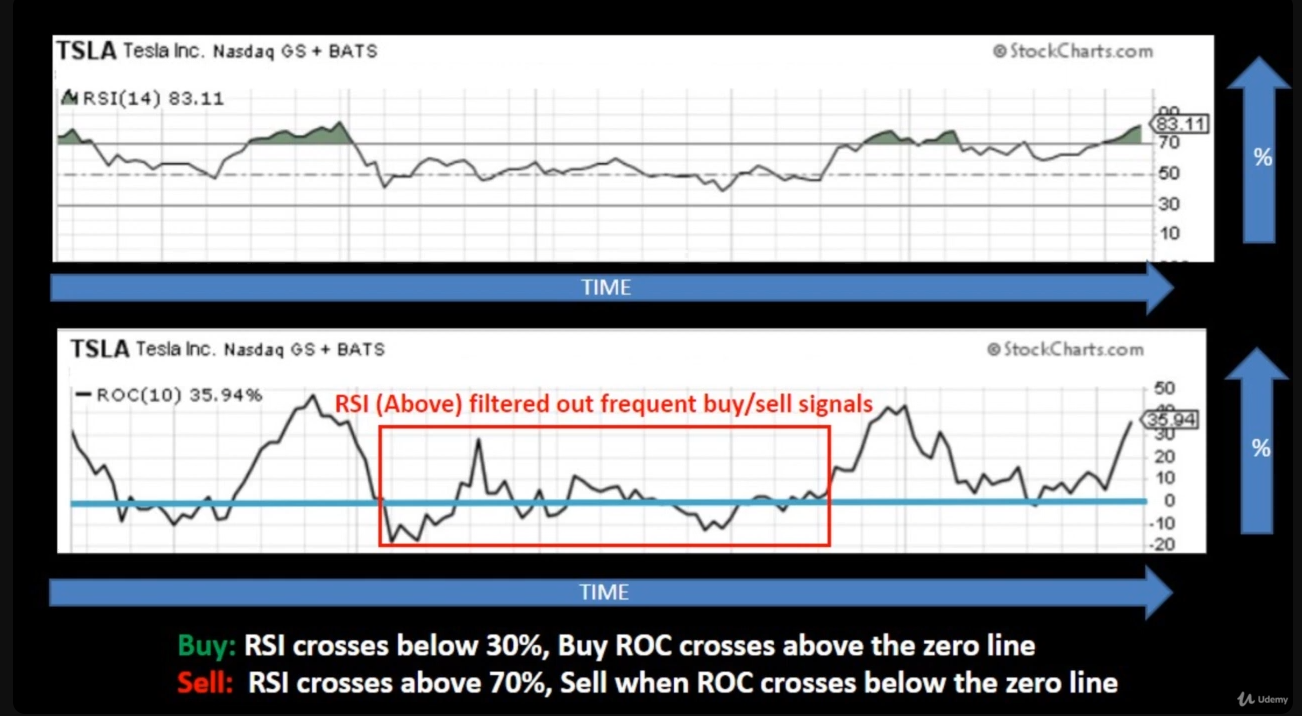 TSLA Tesla Inc. Nasdaq GS + BATS
© StockCharts.com
RSI(14) 83.11
90
83.11
70
50
30
10
%
TIME
TSLA Tesla Inc. Nasdaq GS + BATS
© StockCharts.com
ROC(10) 35.94%
RSI (Above) filtered out frequent buy/sell signals
50
40
35.94
30
20
10
0
-10
-20
%
TIME
Buy: RSI crosses below 30%, Buy ROC crosses above the zero line
Sell: RSI crosses above 70%, Sell when ROC crosses below the zero line
Udemy